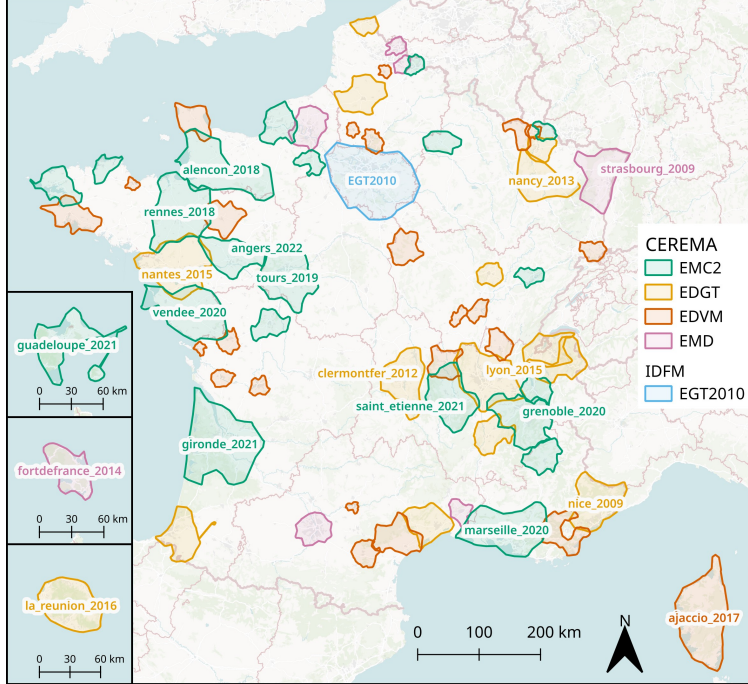 alencon_2018
strasbourg_2009
EGT2010
nancy_2013
rennes_2018
angers_2022
nantes_2015
tours_2019
vendee_2020
CEREMA
EMC2
EDGT
EDVM
EMD
IDFM
EGT2010
guadeloupe_2021
0 30 60 km
clermontfer_2012
lyon_2015
saint_etienne_2021
grenoble_2020
gironde_2021
fortdefrance_2014
0 30 60 km
nice_2009
marseille_2020
la_reunion_2016
0 30 60 km
ajaccio_2017
0 100 200 km
N